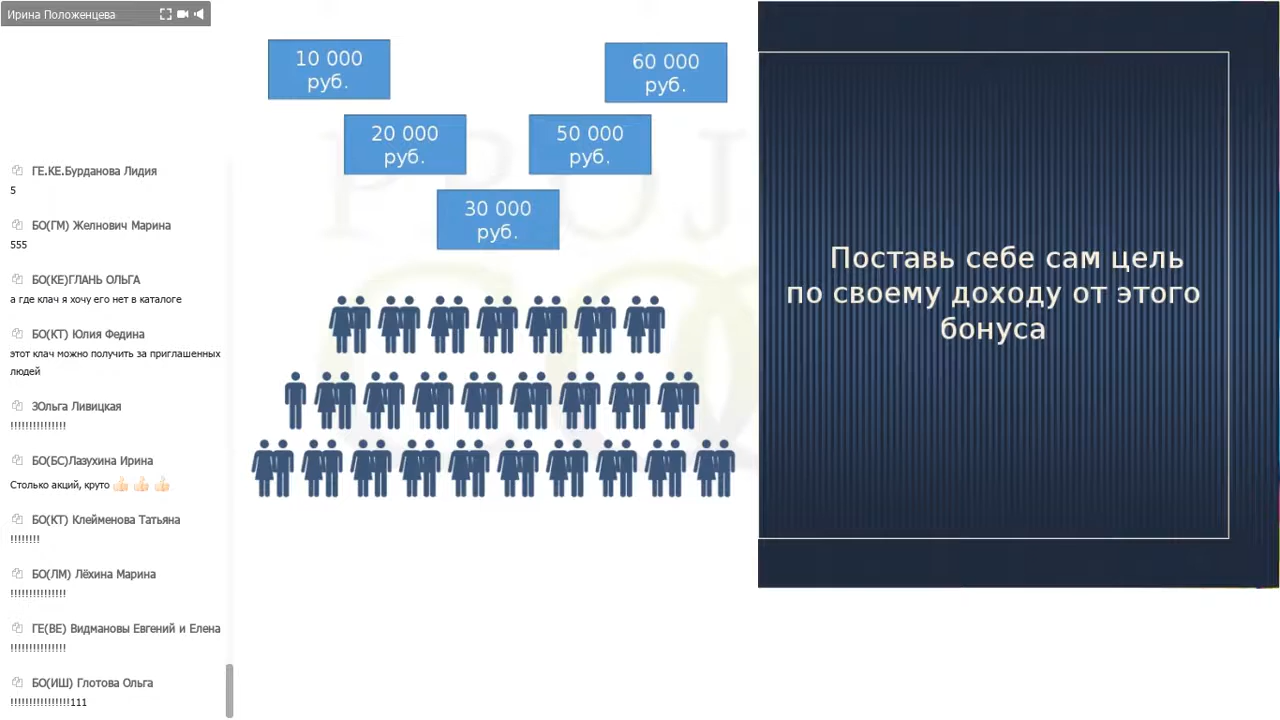 Ирина Положенцева
ГЕ.КЕ.Бурданова Лидия
5
БО(ГМ) Желнович Марина
555
БО(КЕ)ГЛАНЬ ОЛЬГА
а где клач я хочу его нет в каталоге
БО(КТ) Юлия Федина
этот клач можно получить за приглашенных
людей
ЗОльга Ливицкая
!!!!!!!!!!!!!!!
БО(БС)Лазухина Ирина
Столько акций, круто
БО(КТ) Клейменова Татьяна
!!!!!!!!
БО(ЛМ) Лёхина Марина
!!!!!!!!!!!!!!!
ГЕ(ВЕ) Видмановы Евгений и Елена
!!!!!!!!!!!!!!!
БО(ИШ) Глотова Ольга
!!!!!!!!!!!!!!!!111
10 000
руб.
60 000
руб.
20 000
руб.
50 000
руб.
30 000
руб.
PROJ
Поставь себе сам цель
по своему доходу от этого
бонуса